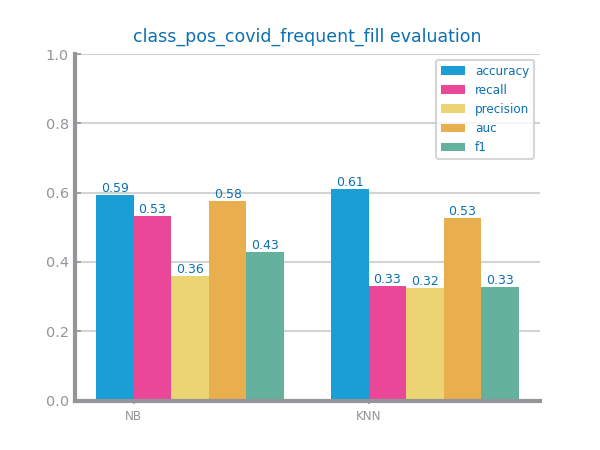 class_pos_covid_frequent_fill evaluation
1.0
0.8
0.6
0.4
0.2
0.0
accuracy
recall
precision
auc
f1
0.59
0.53
0.36
0.58
0.43
0.61
0.33
0.32
0.53
0.33
NB
KNN